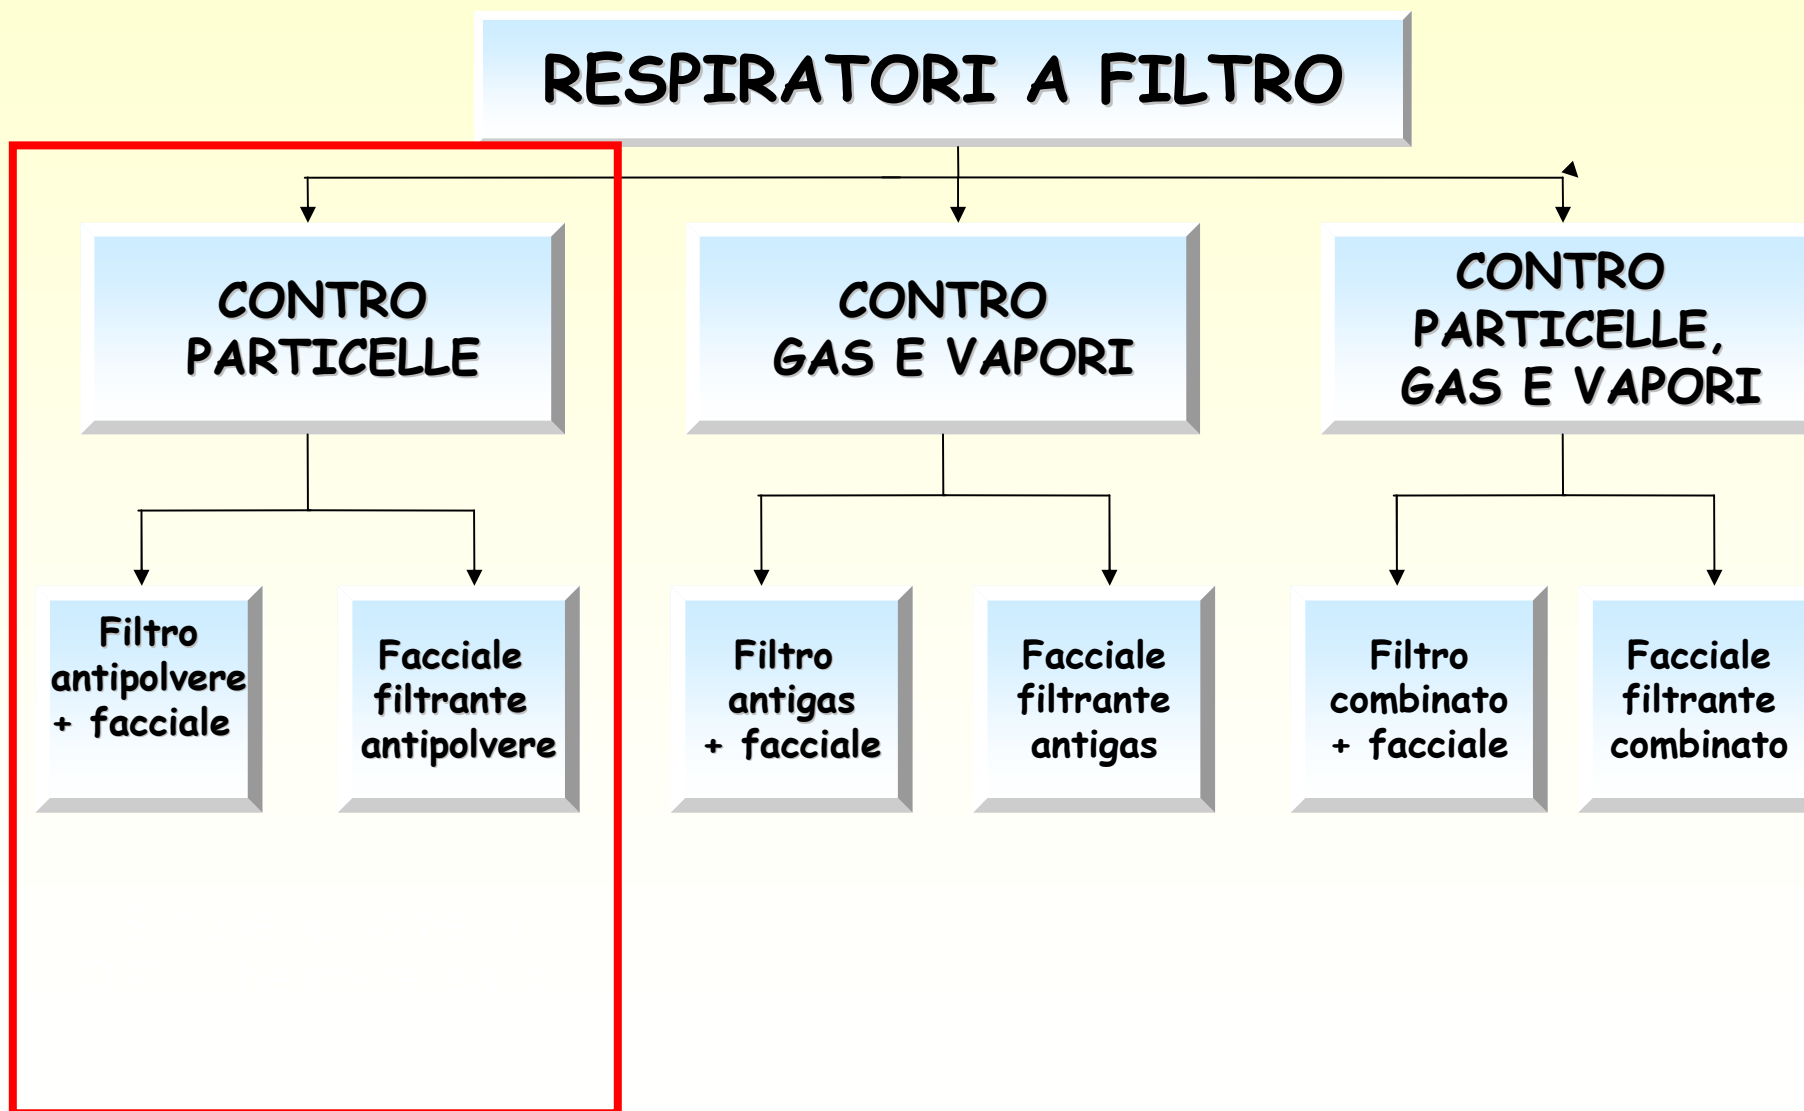 RESPIRATORI A FILTRO
CONTRO
PARTICELLE
CONTRO
GAS E VAPORI
CONTRO
PARTICELLE,
GAS E VAPORI
Filtro
antipolvere
+ facciale
Facciale
filtrante
antipolvere
Filtro
antigas
+ facciale
Facciale
filtrante
antigas
Filtro
combinato
+ facciale
Facciale
filtrante
combinato